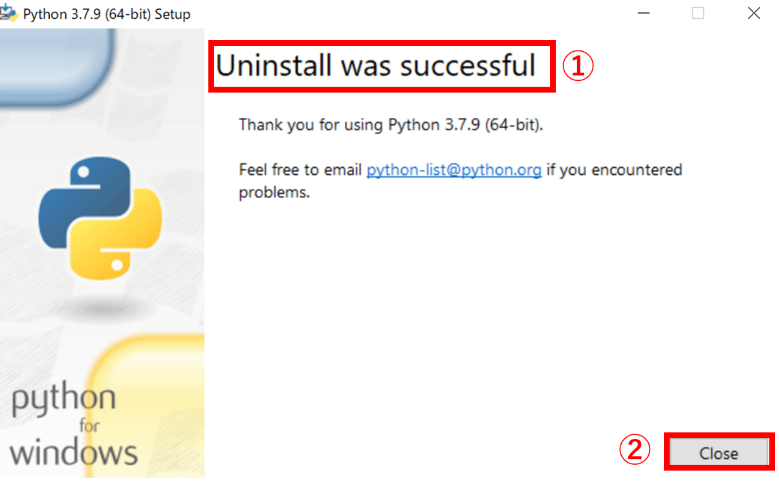 Python 3.7.9 (64-bit) Setup
Uninstall was successful ①
Thank you for using Python 3.7.9 (64-bit).
Feel free to email python-list@python.org if you encountered
problems.
python
for
windows
② Close